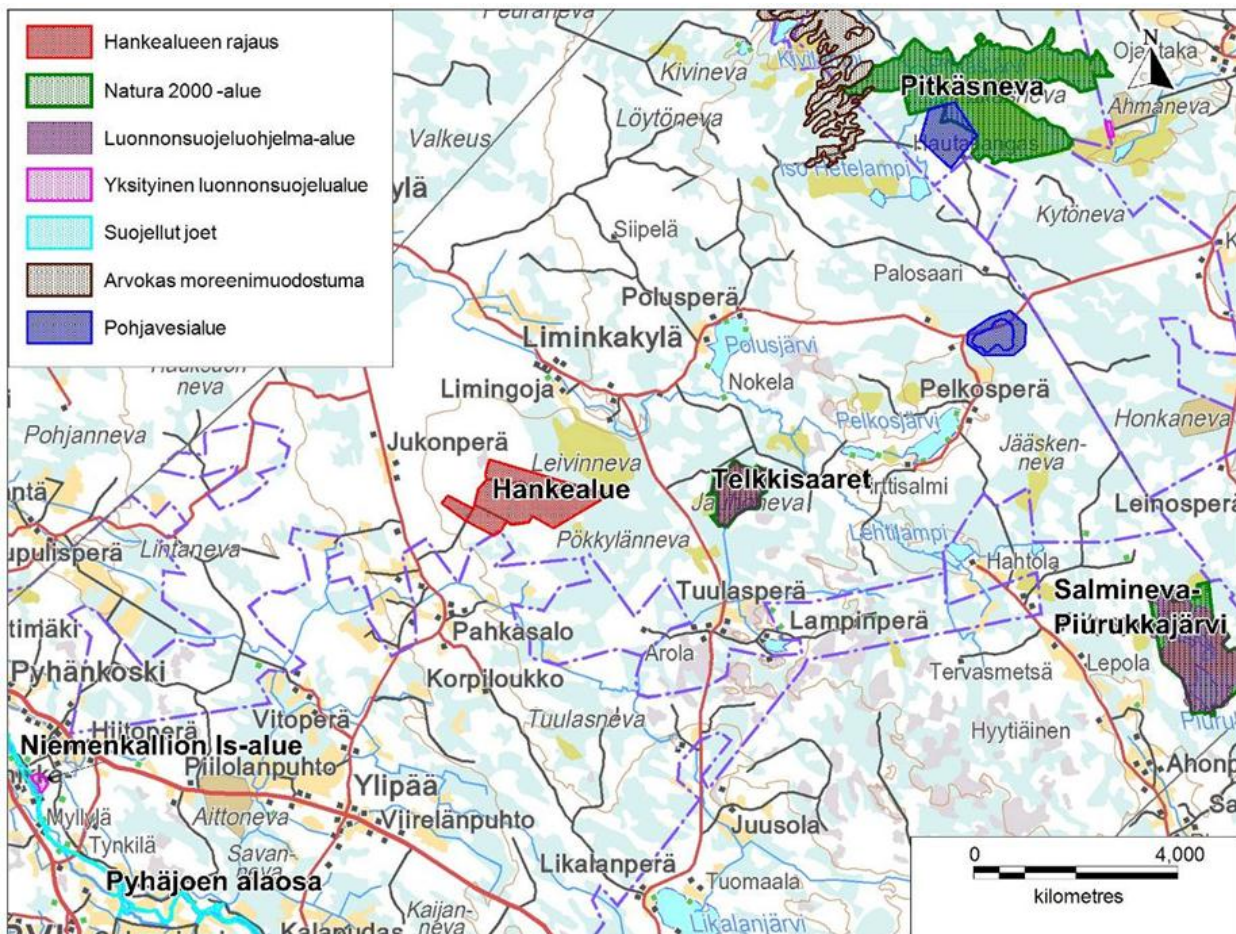 Hankealueen rajaus
Natura 2000 -alue
Luonnonsuojeluohjelma-alue
Yksityinen luonnonsuojelualue
Suojellut joet
Arvokas moreenimuodostuma
Pohjavesialue
Peuraneva
Kivineva
Löytöneva
Valkeus
Pitkäsneva
N
Ahmaneva
Iso Hetelampi
Kytöneva
Siipelä
Palosaari
Polusperä
Liminkakylä
Polusjärvi
Nokela
Limingoja
Pelkosperä
Pelkosjärvi
Honkaneva
Pohjanneva
Jukonperä
Leivinneva
Hankealue
Telkkisaaret
Jääsken-
neva
Leinosperä
Lintaneva
Pökkylänneva
Lehtilampi
Hahtola
Tuulasperä
Lampinperä
Salmineva-
Piurukkajärvi
Pahkasalo
Arola
Tervasmetsä
Lepola
Pyhänkoski
Korpiloukko
Tuulasneva
Hyytiäinen
Vitoperä
Hiitoperä
Niemenkallion ls-alue
Piilolanpuhto
Ylipää
Aittoneva
Viirelänpuhto
Myllylä
Tynkilä
Savan-
neva
Juusola
Likalanperä
Tuomaala
Pyhäjoen alaosa
Kaijan-
neva
Likalanjärvi
Kalapudas
0 4,000
kilometres